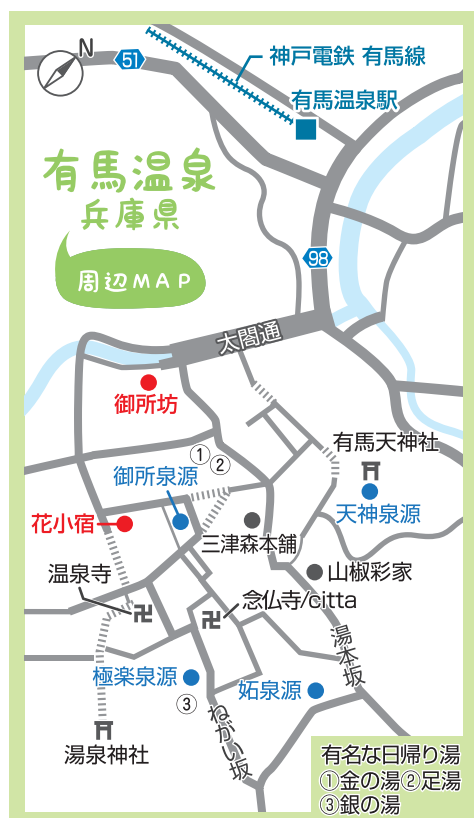 N
51
神戸電鉄 有馬線
有馬温泉駅
有馬温泉
兵庫県
周辺MAP
98
太閤通
御所坊
①
②
有馬天神社
御所泉源
天神泉源
花小宿
三津森本舗
温泉寺
山椒彩家
念仏寺/citta
湯本坂
極楽泉源
妬泉源
③
ねがい坂
湯泉神社
有名な日帰り湯
①金の湯②足湯
③銀の湯